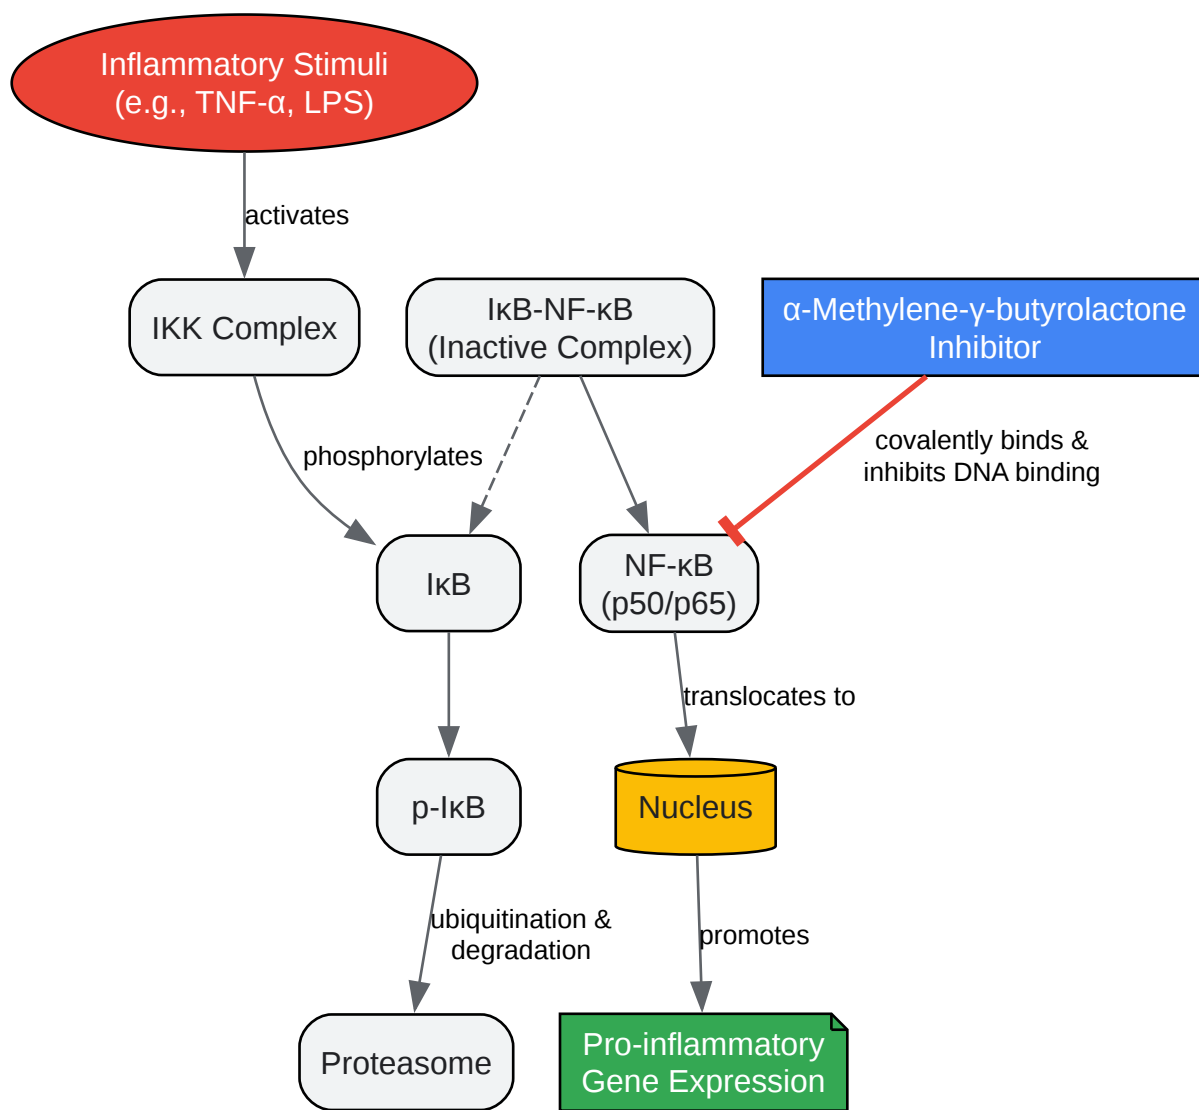 Inflammatory Stimuli
(e.g., TNF-α, LPS)
activates
IKK Complex
IκB-NF-κB
(Inactive Complex)
α-Methylene-γ-butyrolactone
Inhibitor
phosphorylates
covalently binds &
inhibits DNA binding
IκB
NF-κB
(p50/p65)
translocates to
p-IκB
Nucleus
ubiquitination &
degradation
promotes
Proteasome
Pro-inflammatory
Gene Expression